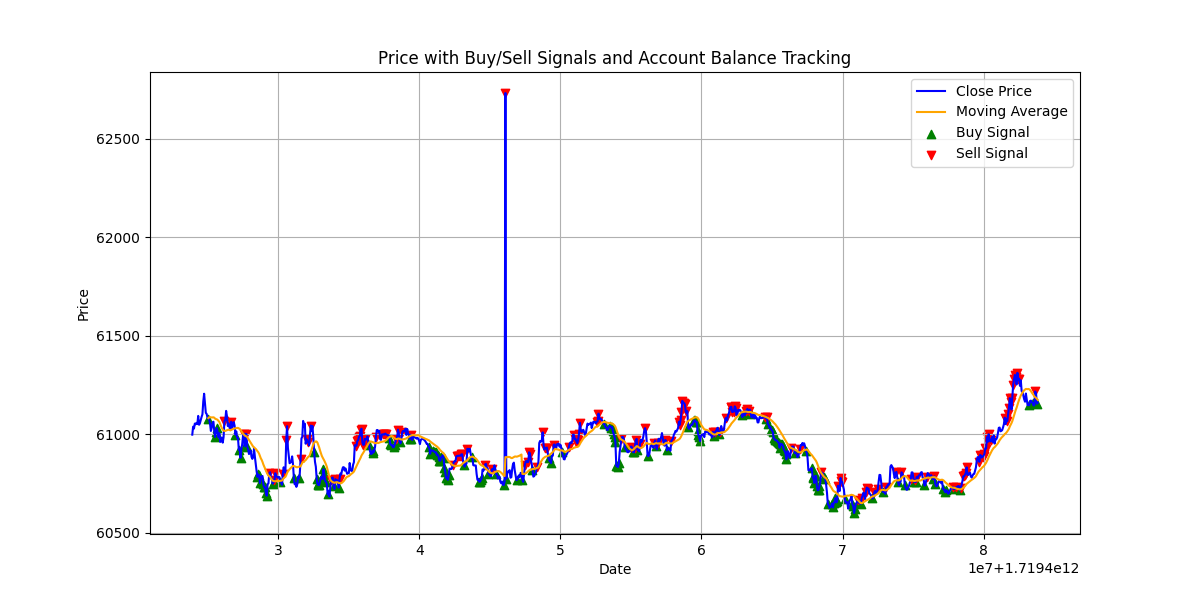 Price with Buy/Sell Signals and Account Balance Tracking
Close Price
Moving Average
Buy Signal
Sell Signal
Price
62500
62000
61500
61000
60500
3 4 5 6 7 8
Date
1e7+1.7194e12